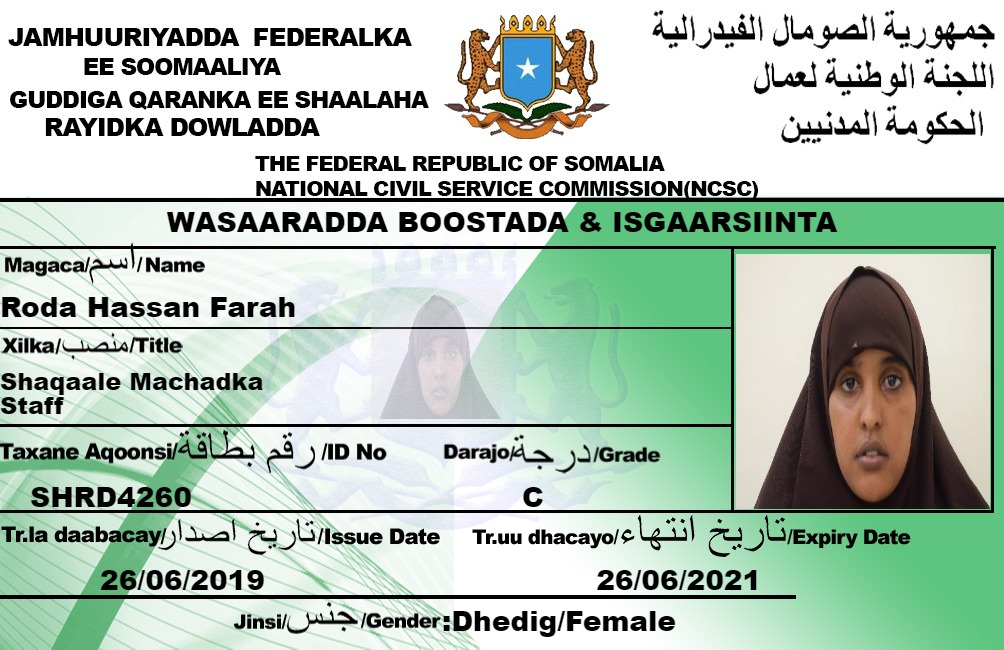 JAMHUURIYADDA FEDERALKA
EE SOOMAALIYA
GUDDIGA QARANKA EE SHAALAHA
RAYIDKA DOWLADDA
جمهورية الصومال الفيدرالية
اللجنة الوطنية لعمال
الحكومة المدنيين
THE FEDERAL REPUBLIC OF SOMALIA
NATIONAL CIVIL SERVICE COMMISSION(NCSC)
WASAARADDA BOOSTADA & ISGAARSIINTA
Magaca/اسم/Name
Roda Hassan Farah
Xilka/منصب/Title
Shaqaale Machadka
Staff
Taxane Aqoonsi/رقم بطاقة/ID No Darajo/درجة/Grade
SHRD4260 C
Tr.la daabacay/تاريخ اصدار/Issue Date Tr.uu dhacayo/تاريخ انتهاء/Expiry Date
26/06/2019 26/06/2021
Jinsi/جنس/Gender:Dhedig/Female